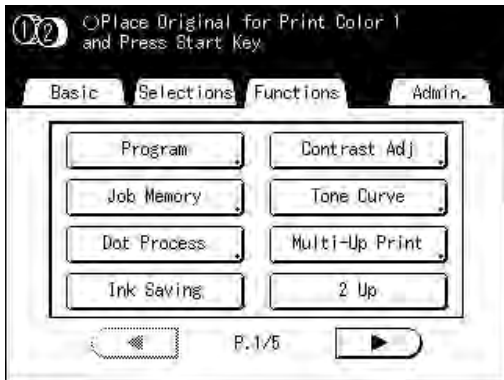 12 ○Place Original for Print Color 1
and Press Start Key
Basic Selections Functions Admin.
Program Contrast Adj
Job Memory Tone Curve
Dot Process Multi-Up Print
Ink Saving 2 Up
◀ P.1/5 ▶